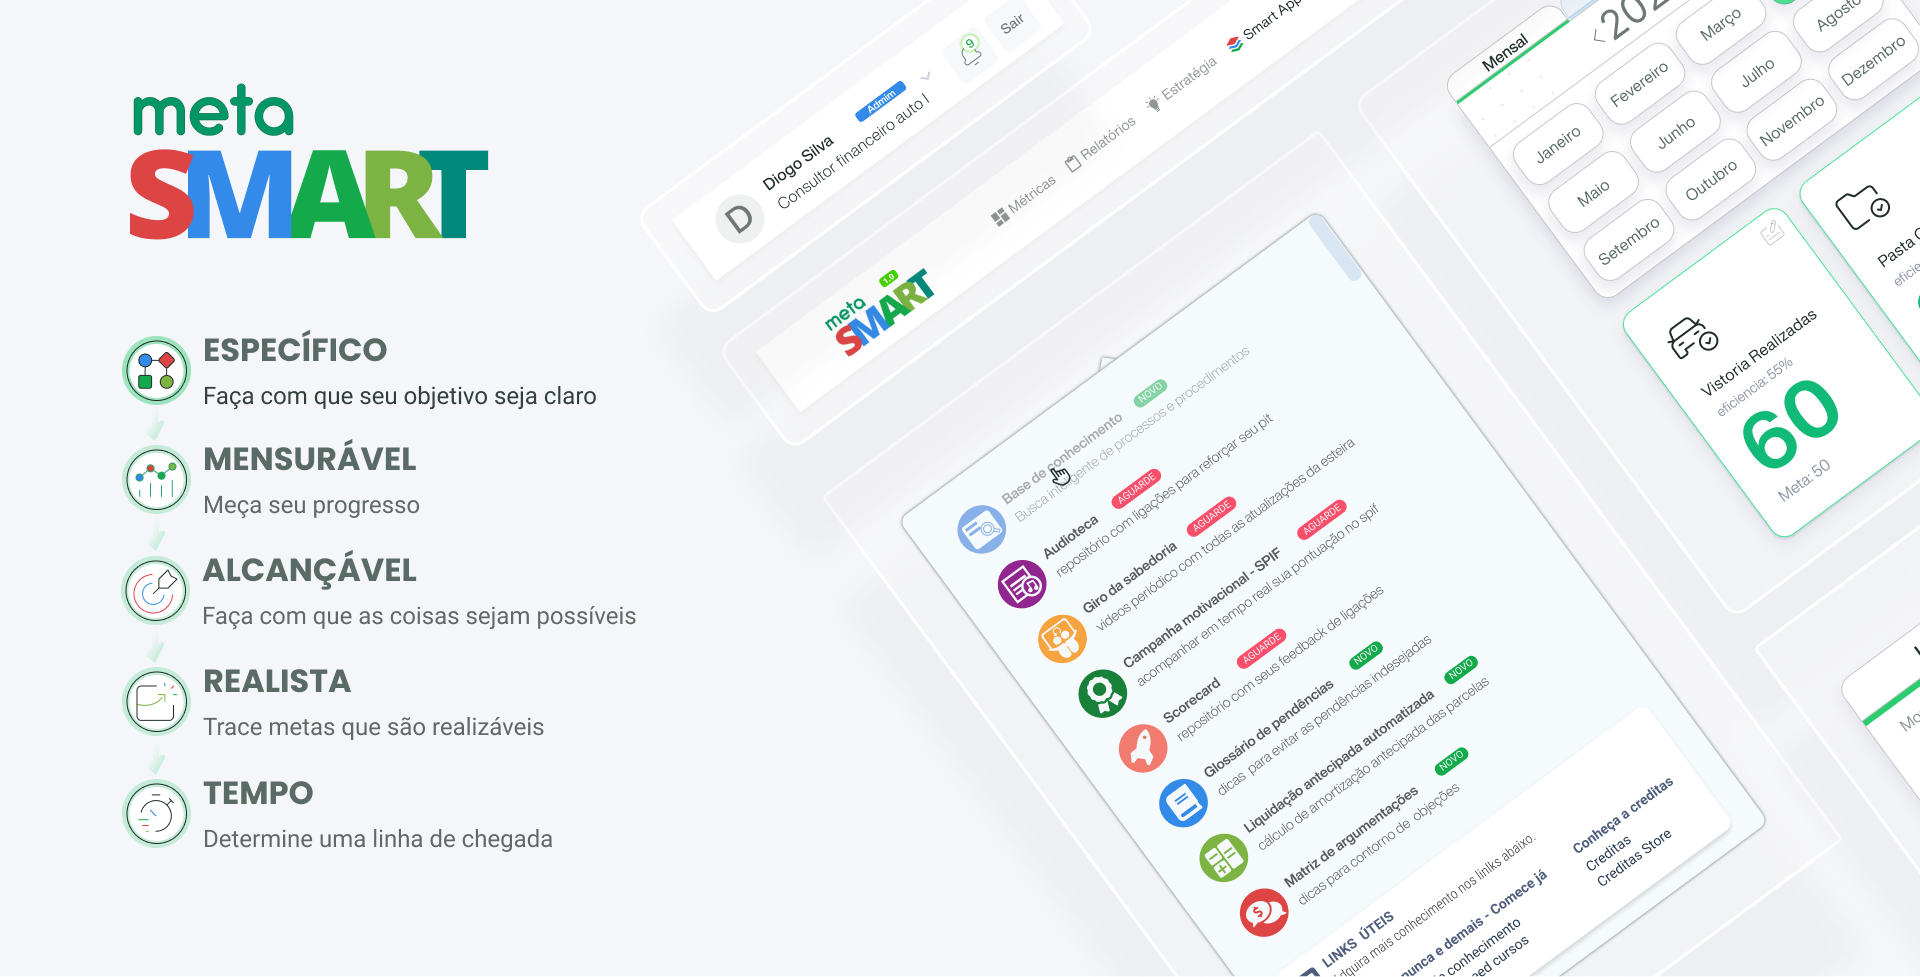 meta
SMART
ESPECÍFICO
Faça com que seu objetivo seja claro
MENSURÁVEL
Meça seu progresso
ALCANÇÁVEL
Faça com que as coisas sejam possíveis
REALISTA
Trace metas que são realizáveis
TEMPO
Determine uma linha de chegada
D
Diogo Silva
Admim
Consultor financeiro auto I
9
Sair
meta
SMART
1.0
Métricas
Relatórios
Estratégia
Smart App
Base de conhecimento NOVO
Busca inteligente de processos e procedimentos
Audioteca AGUARDE
repositório com ligações para reforçar seu pit
Giro da sabedoria AGUARDE
videos periódico com todas as atualizações da esteira
Campanha motivacional - SPIF AGUARDE
acompanhar em tempo real sua pontuação no spif
Scorecard AGUARDE
repositório com seus feedback de ligações
Glossário de pendências NOVO
dicas para evitar as pendências indesejadas
Liquidação antecipada automatizada NOVO
cálculo de amortização antecipada das parcelas
Matriz de argumentações NOVO
dicas para contorno de objeções
LINKS ÚTEIS
dquira mais conhecimento nos linlks abaixo.
unca e demais - Comece já
conhecimento
ed cursos
Conheça a creditas
Creditas
Creditas Store
Mensal
202
Janeiro
Fevereiro
Março
Maio
Junho
Julho
Agosto
Setembro
Outubro
Novembro
Dezembro
Vistoria Realizadas
eficiencia: 55%
60
Meta: 50
Pasta
eficie
Mo